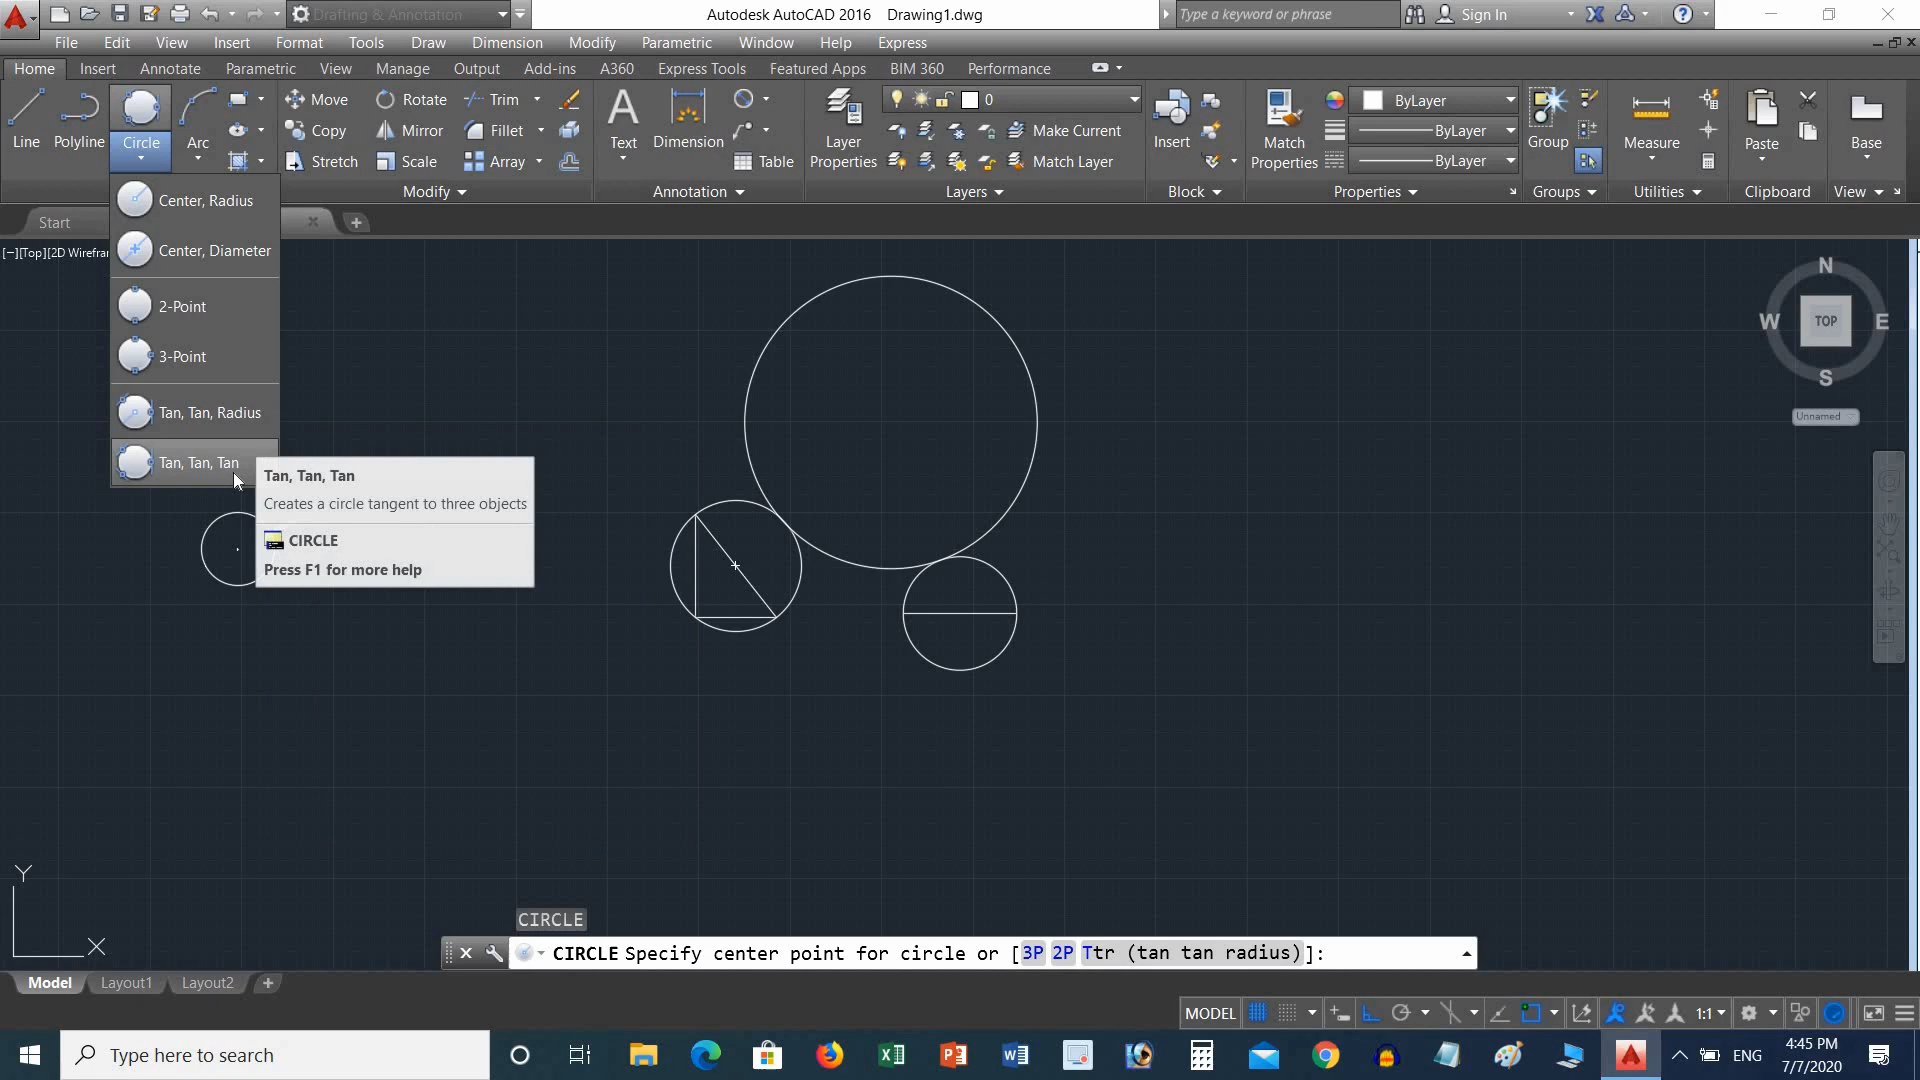 Drafting & Annotation
Autodesk AutoCAD 2016 Drawing1.dwg
Type a keyword or phrase
Sign In
File Edit View Insert Format Tools Draw Dimension Modify Parametric Window Help Express
Home Insert Annotate Parametric View Manage Output Add-ins A360 Express Tools Featured Apps BIM 360 Performance
Line Polyline Circle Arc
Move Rotate Trim
Copy Mirror Fillet
Stretch Scale Array
Modify
Text Dimension Table
Annotation
Layer Properties
0
Make Current
Match Layer
Layers
Insert
Block
Match Properties
ByLayer
ByLayer
ByLayer
Properties
Group
Groups
Measure
Utilities
Paste
Clipboard
Base
View
Center, Radius
Center, Diameter
2-Point
3-Point
Tan, Tan, Radius
Tan, Tan, Tan
Start
[−][Top][2D Wirefra
Tan, Tan, Tan
Creates a circle tangent to three objects
CIRCLE
Press F1 for more help
N
W TOP E
S
Unnamed
Y
X
CIRCLE
CIRCLE Specify center point for circle or [3P 2P Ttr (tan tan radius)]:
Model Layout1 Layout2
MODEL 1:1
Type here to search
ENG
4:45 PM
7/7/2020